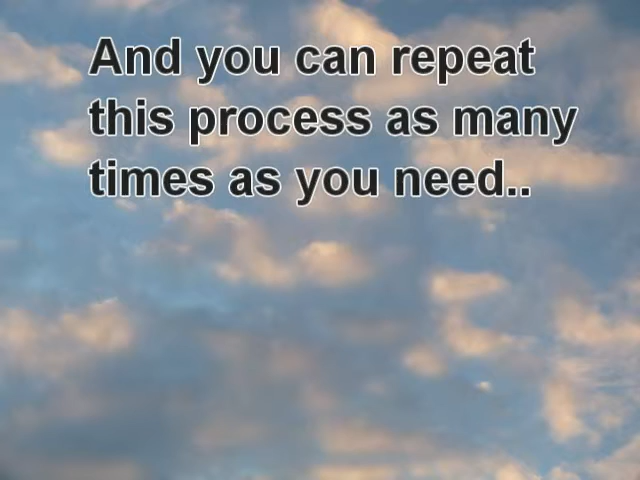 And you can repeat
this process as many
times as you need..